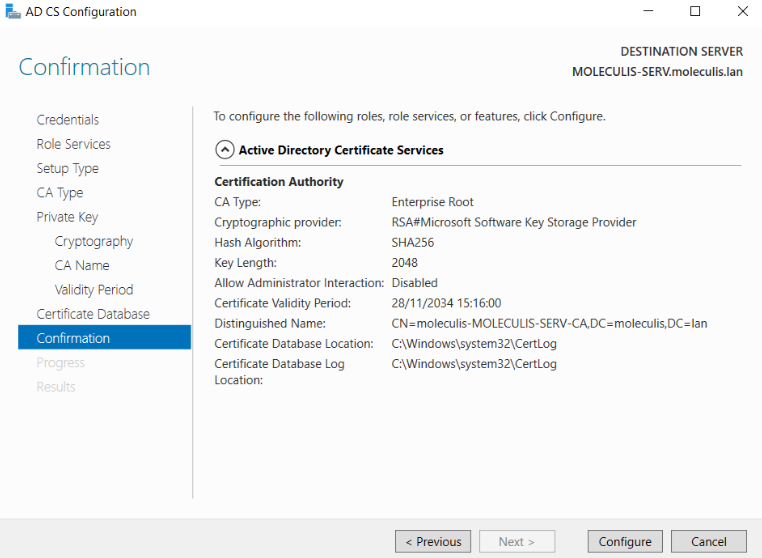 AD CS Configuration
Confirmation
DESTINATION SERVER
MOLECULIS-SERV.moleculis.lan
Credentials
Role Services
Setup Type
CA Type
Private Key
Cryptography
CA Name
Validity Period
Certificate Database
Confirmation
Progress
Results
To configure the following roles, role services, or features, click Configure.
Active Directory Certificate Services
Certification Authority
CA Type: Enterprise Root
Cryptographic provider: RSA#Microsoft Software Key Storage Provider
Hash Algorithm: SHA256
Key Length: 2048
Allow Administrator Interaction: Disabled
Certificate Validity Period: 28/11/2034 15:16:00
Distinguished Name: CN=moleculis-MOLECULIS-SERV-CA,DC=moleculis,DC=lan
Certificate Database Location: C:\Windows\system32\CertLog
Certificate Database Log C:\Windows\system32\CertLog
Location:
< Previous Next > Configure Cancel